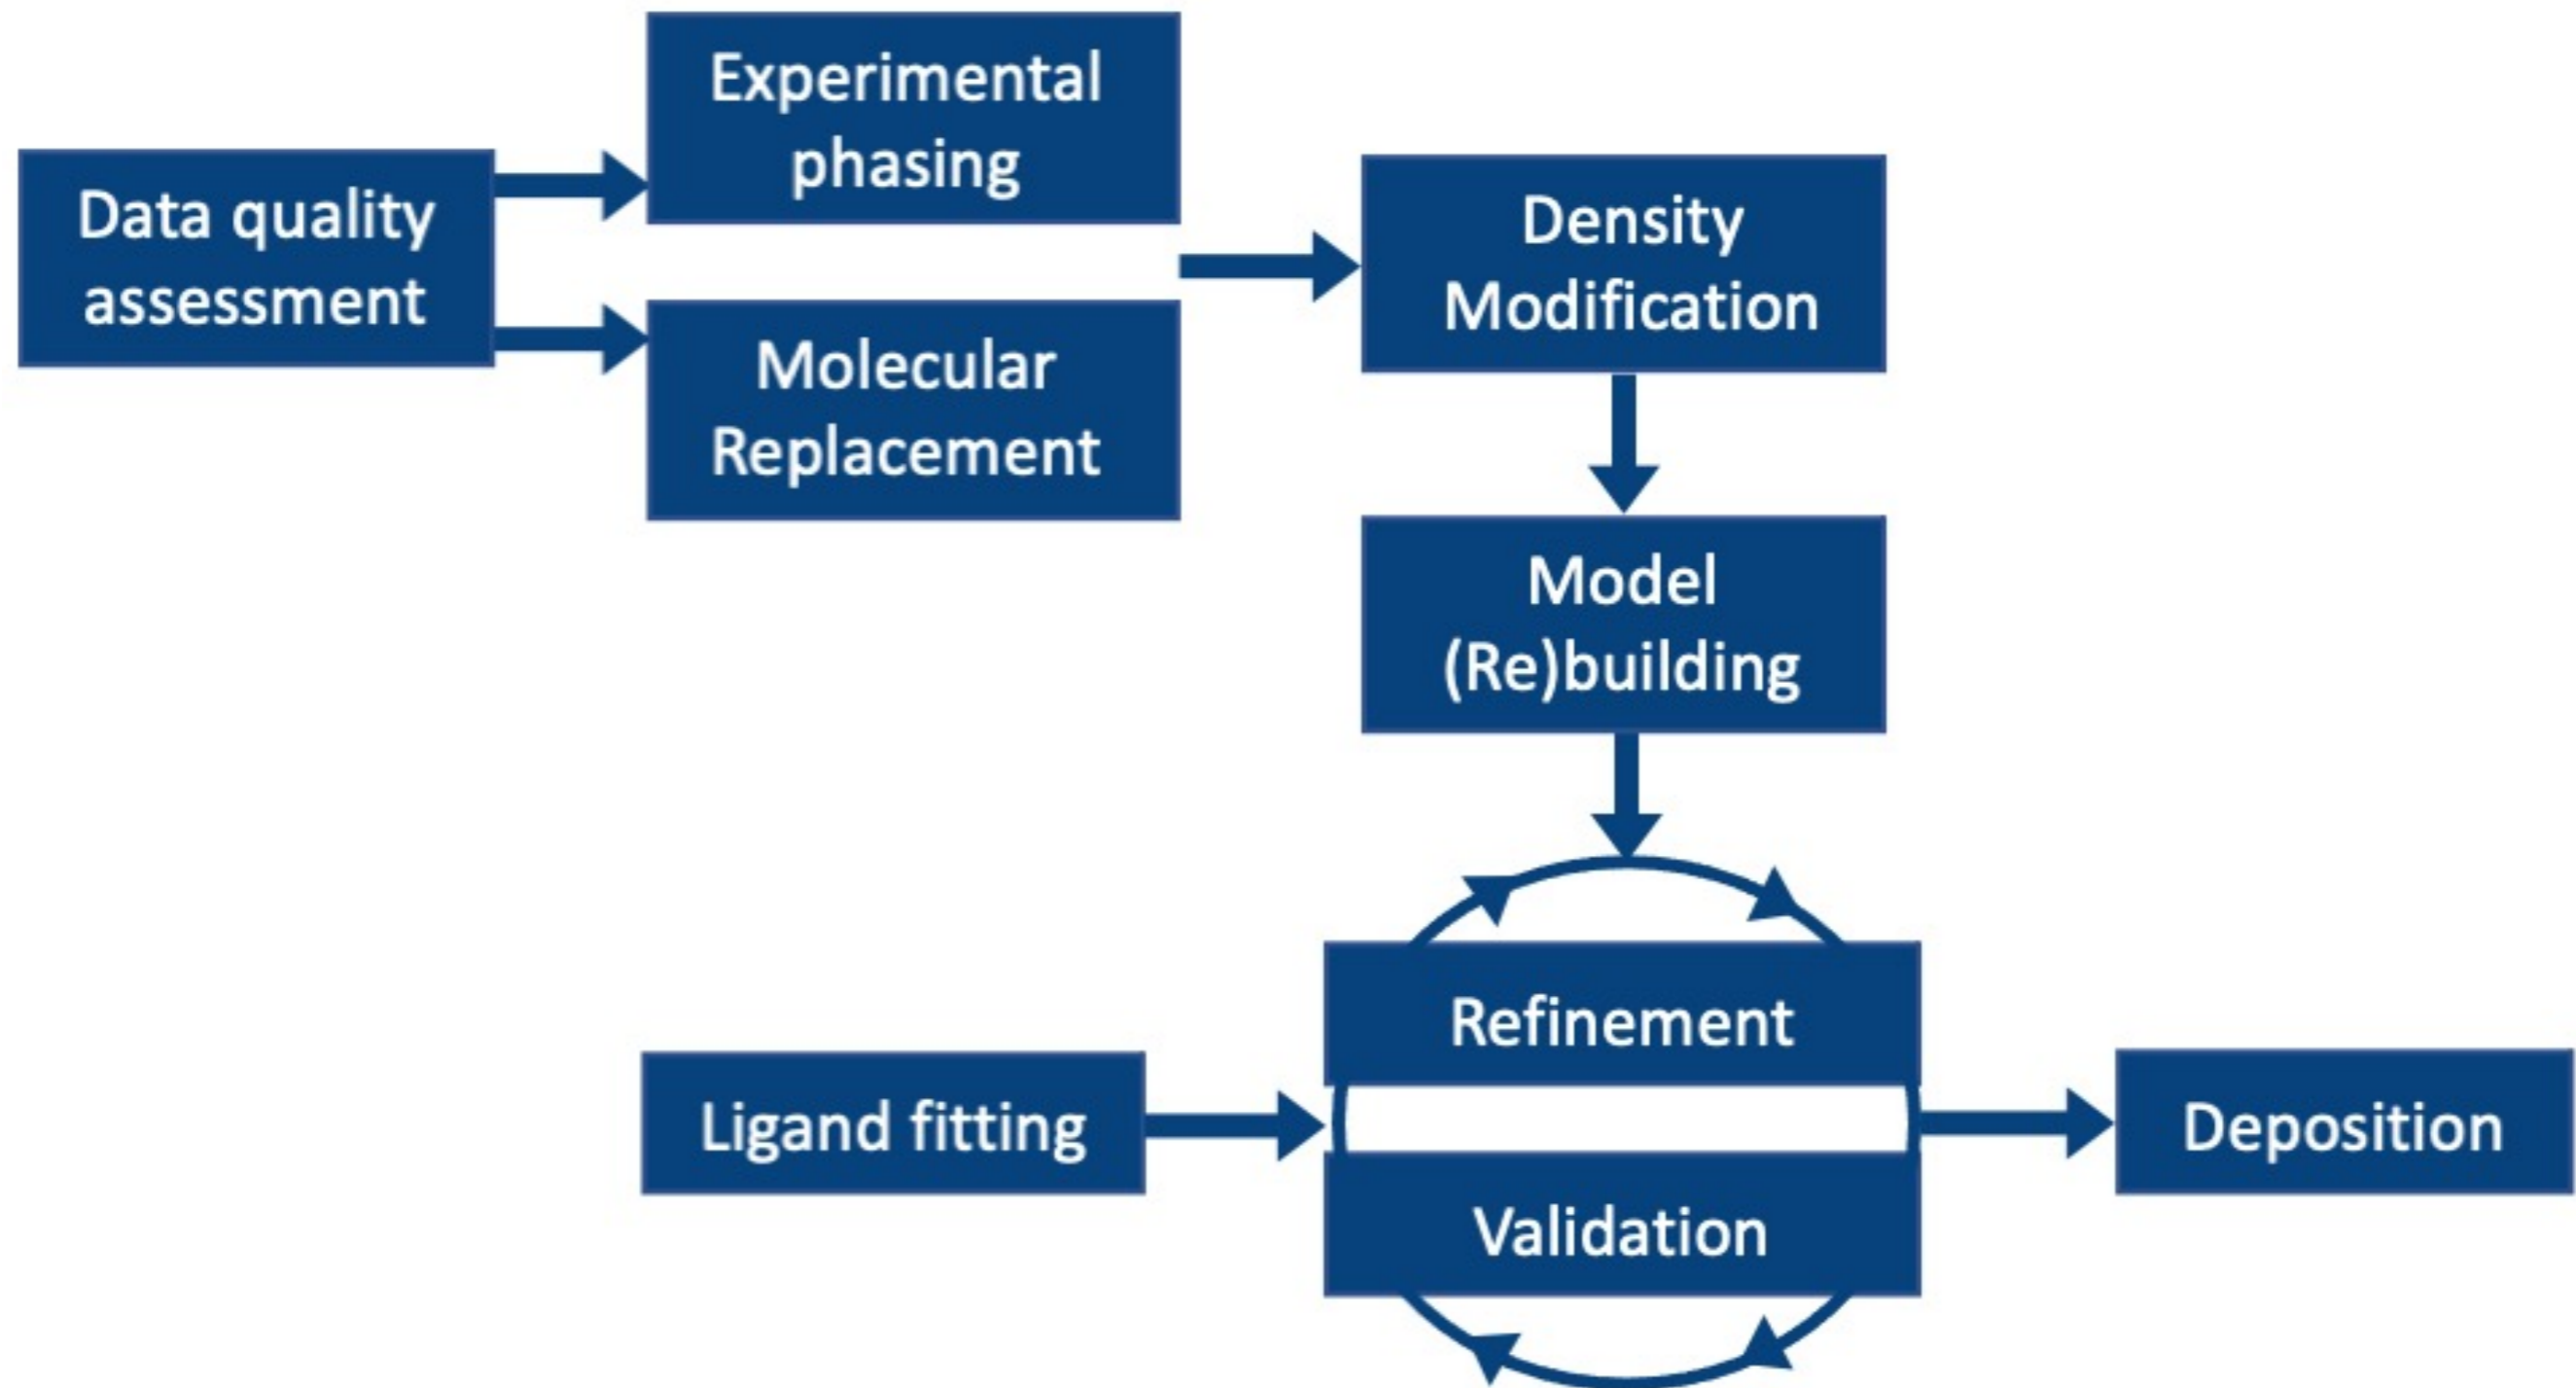 Experimental
phasing
Data quality
assessment
Molecular
Replacement
Density
Modification
Model
(Re)building
Refinement
Ligand fitting
Validation
Deposition